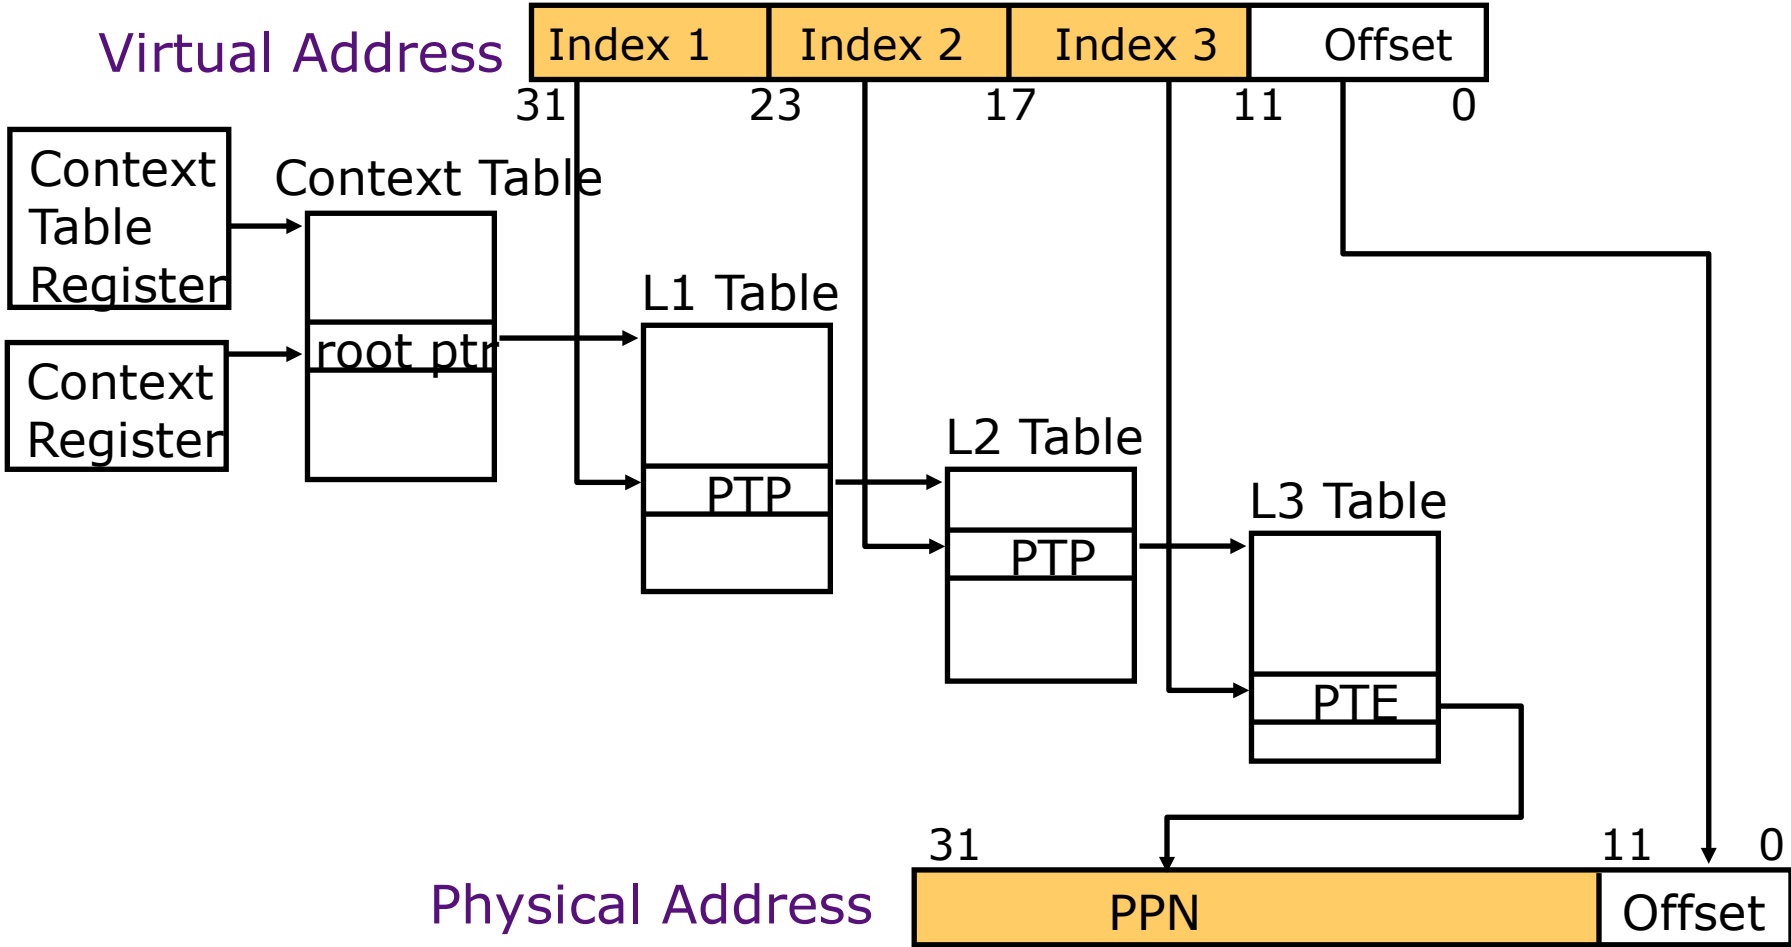 Virtual Address
Index 1
Index 2
Index 3
Offset
31
23
17
11
0
Context
Table
Register
Context Table
root ptr
Context
Register
L1 Table
PTP
L2 Table
PTP
L3 Table
PTE
31
11
0
Physical Address
PPN
Offset